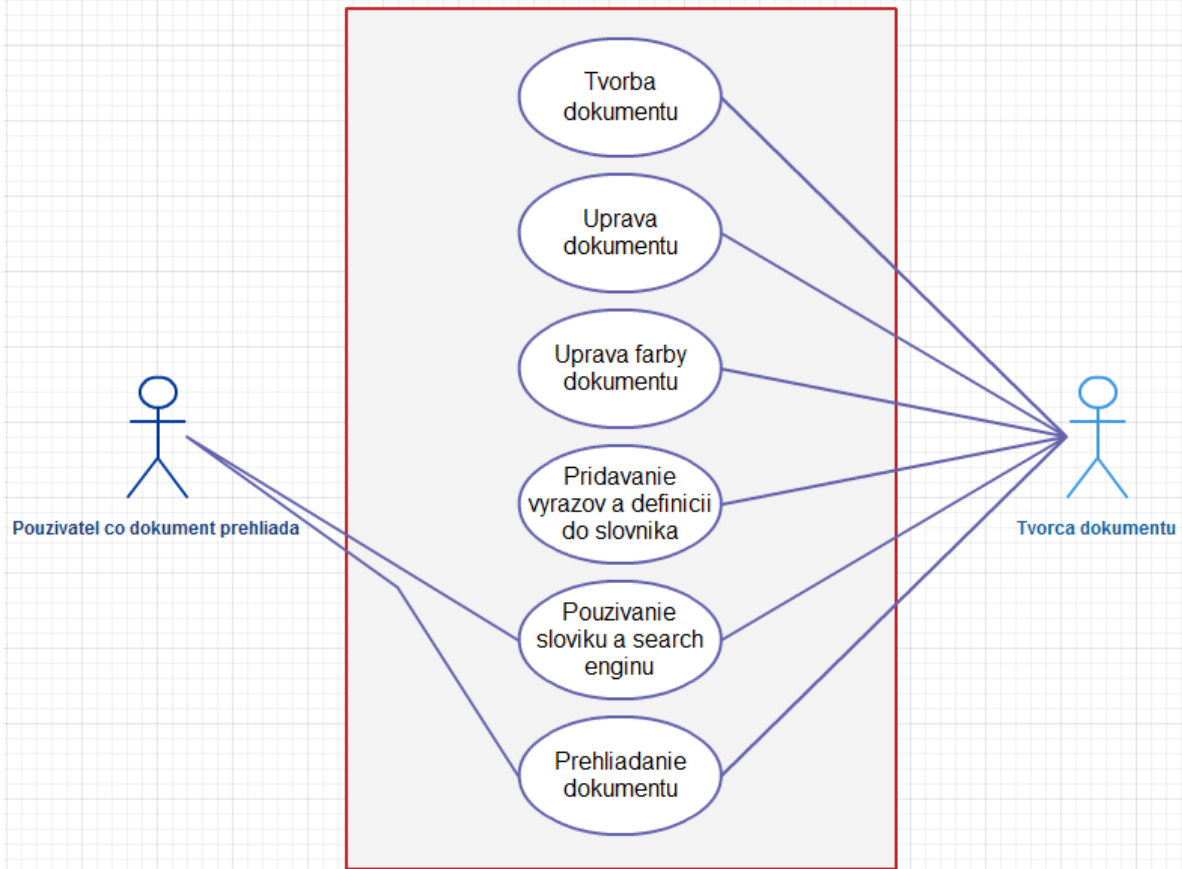 Tvorba
dokumentu
Uprava
dokumentu
Uprava farby
dokumentu
Pridavanie
vyrazov a definicii
do slovnika
Pouzivatel co dokument prehliada
Tvorca dokumentu
Pouzivanie
sloviku a search
enginu
Prehliadanie
dokumentu